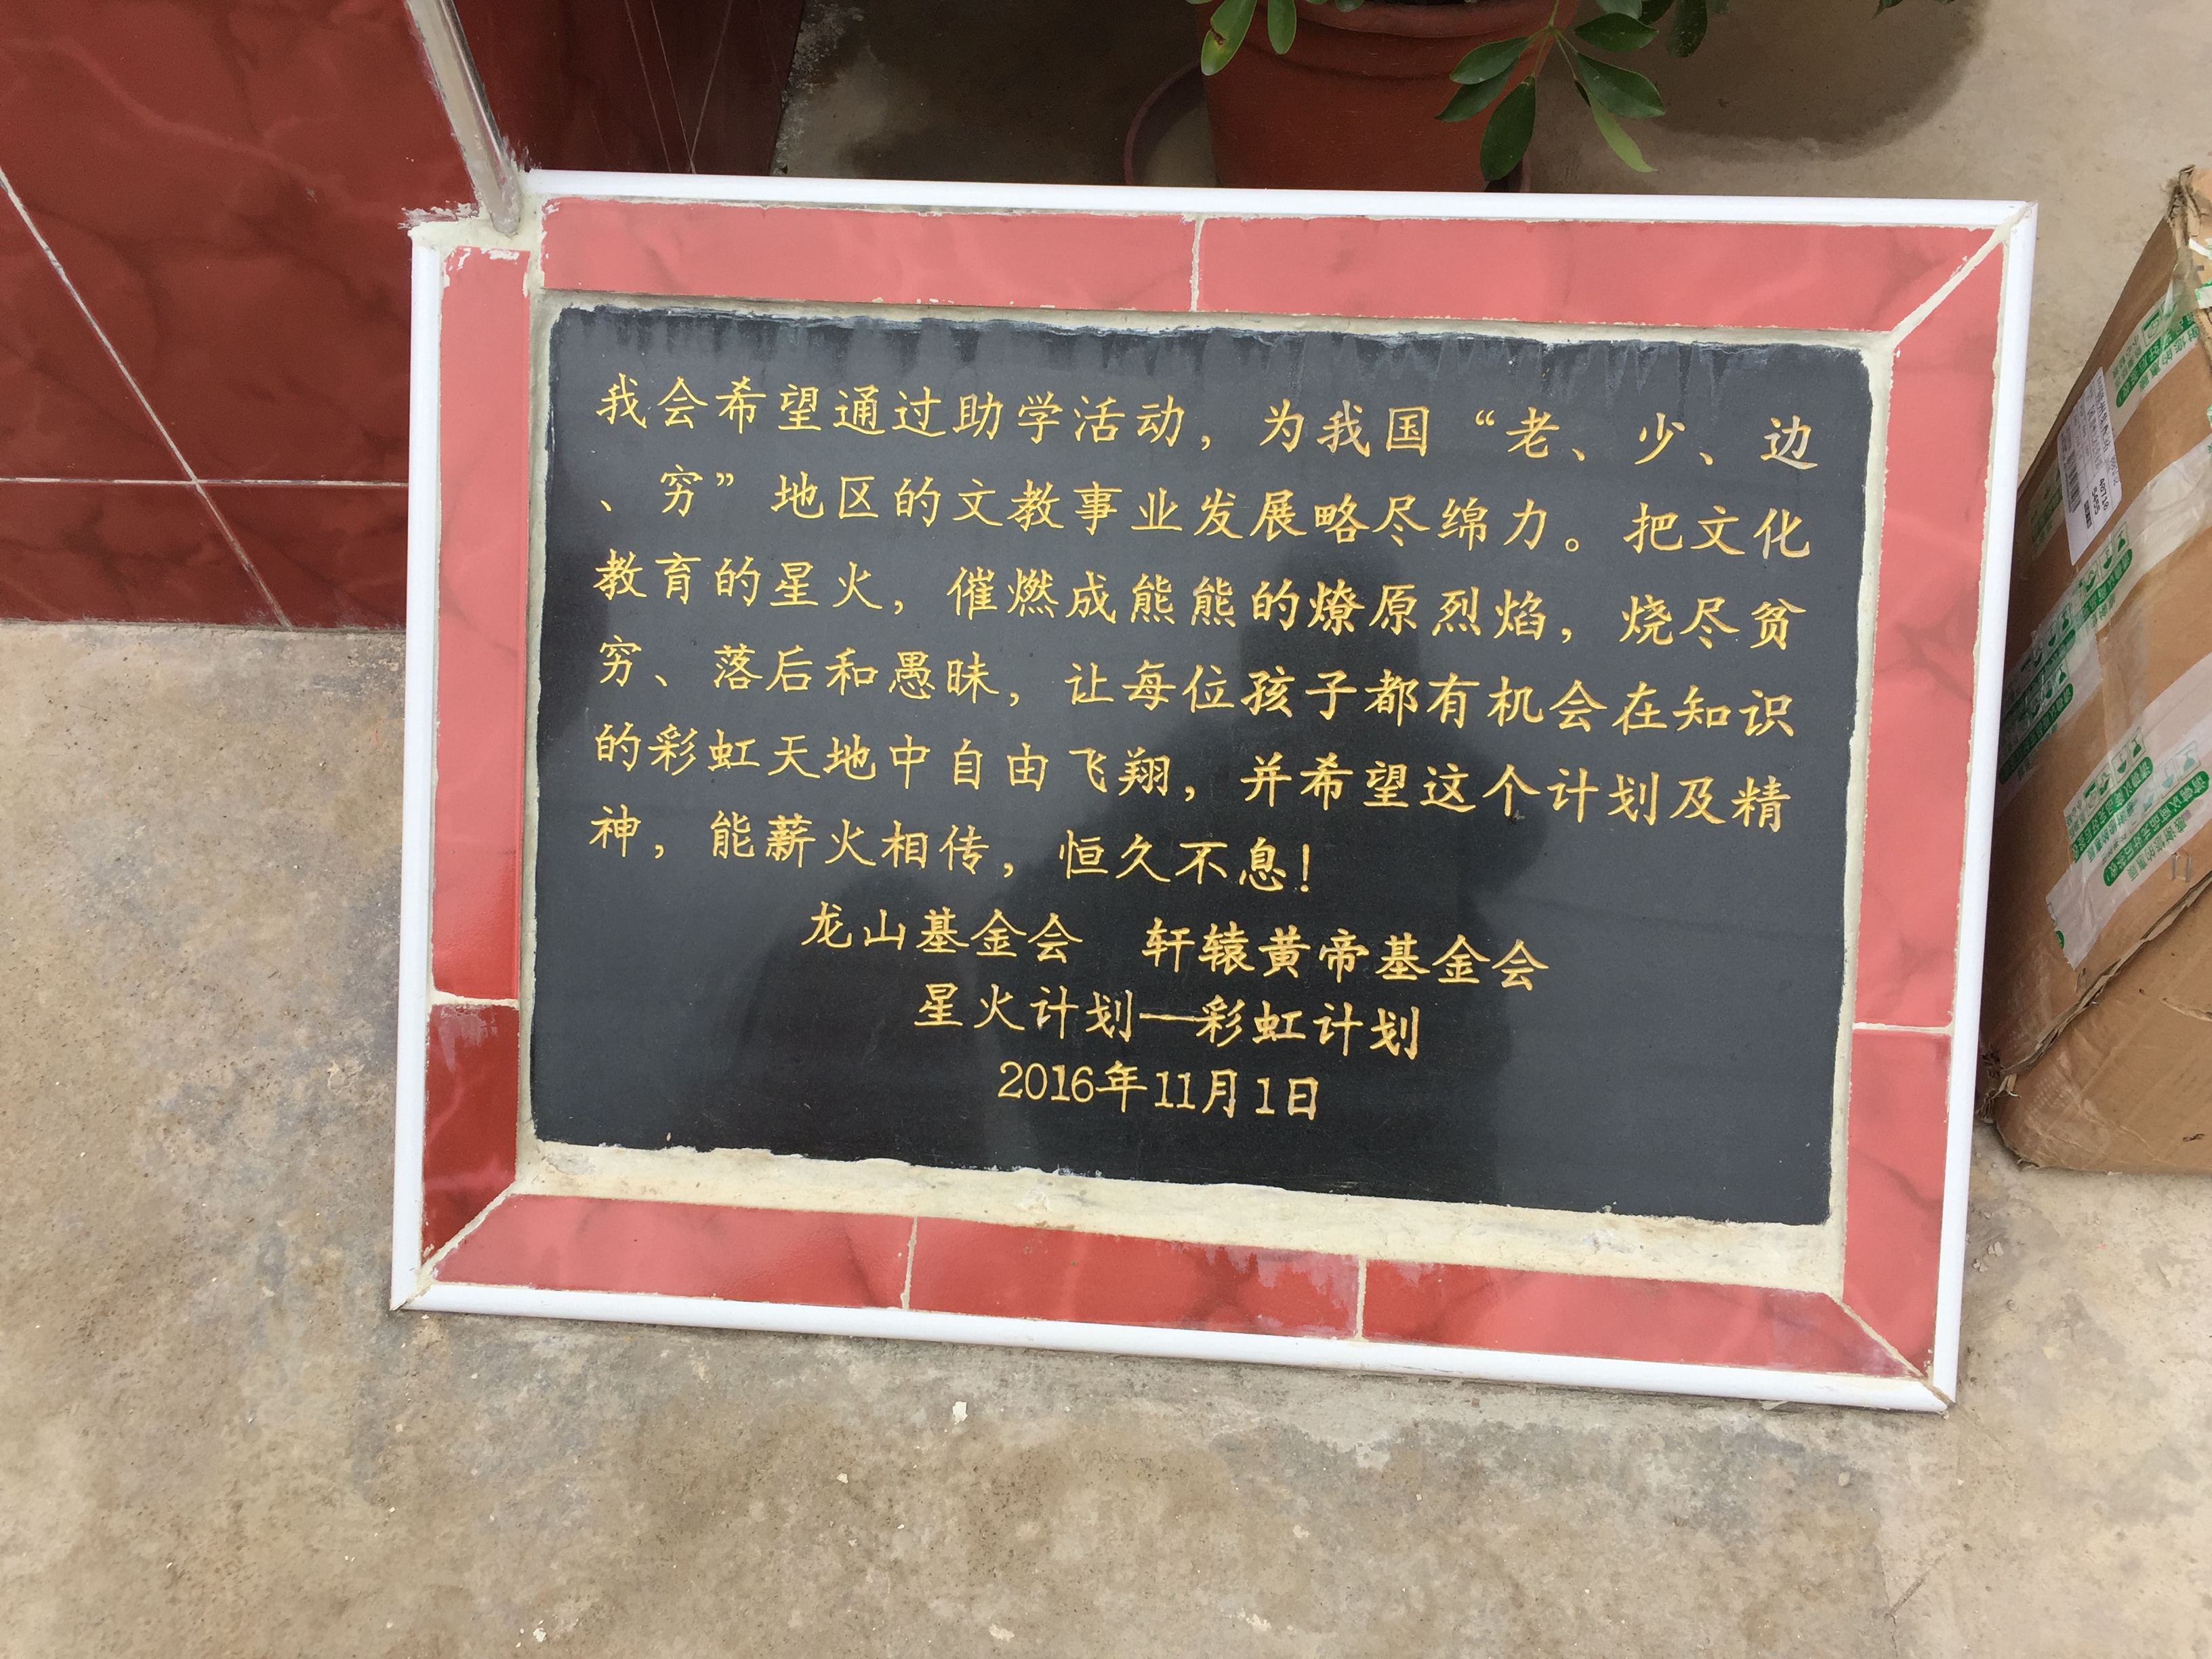 我会希望通过助学活动，为我国“老、少、边
、穷”地区的文教事业发展略尽绵力。把文化
教育的星火，催燃成熊熊的燎原烈焰，烧尽贫
穷、落后和愚昧，让每位孩子都有机会在知识
的彩虹天地中自由飞翔，并希望这个计划及精
神，能薪火相传，恒久不息！
龙山基金会　轩辕黄帝基金会
星火计划—彩虹计划
2016年11月1日